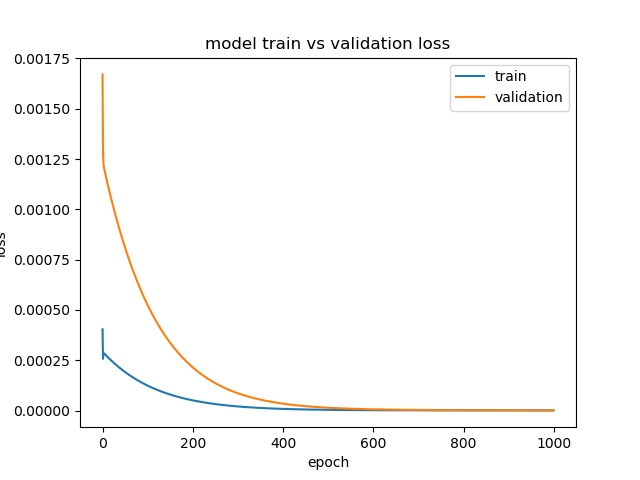 model train vs validation loss
train
validation
0.00175
0.00150
0.00125
0.00100
0.00075
0.00050
0.00025
0.00000
loss
0 200 400 600 800 1000
epoch